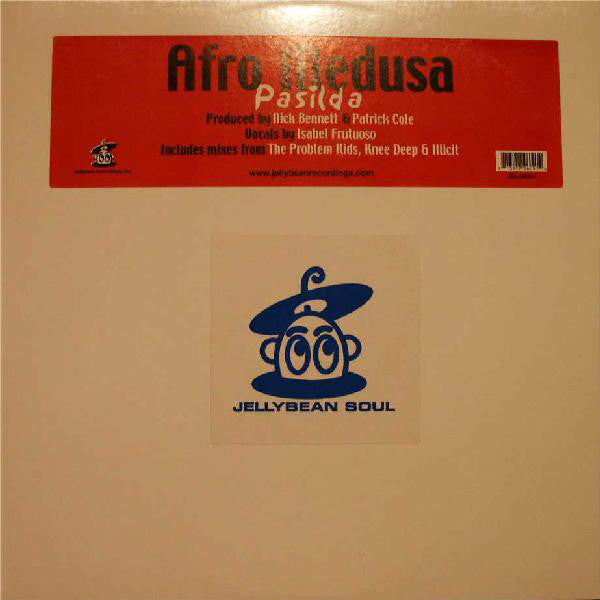 Afro Medusa
Pasilda
Produced by Nick Bennett & Patrick Cole
Vocals by Isabel Frutuoso
Includes mixes from The Problem Kids, Knee Deep & Illicit
www.jellybeanrecordings.com
JELLYBEAN SOUL